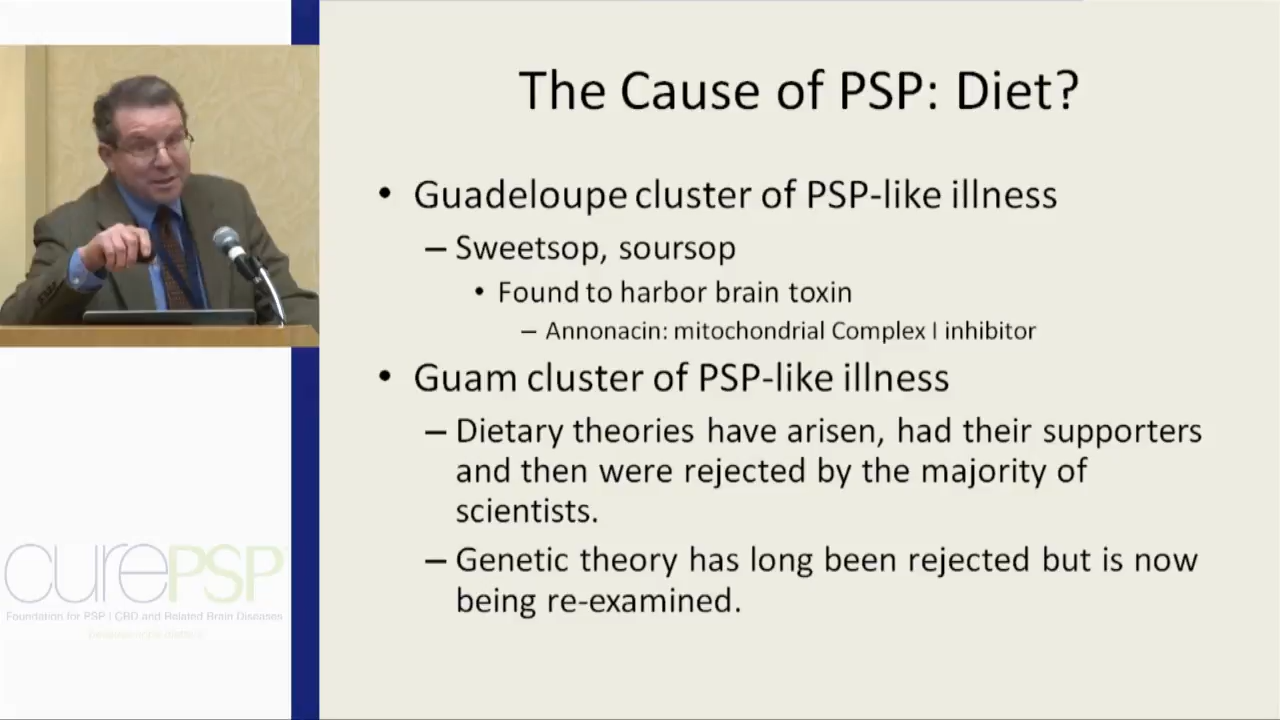 The Cause of PSP: Diet?
• Guadeloupe cluster of PSP-like illness
– Sweetsop, soursop
• Found to harbor brain toxin
– Annonacin: mitochondrial Complex I inhibitor
• Guam cluster of PSP-like illness
– Dietary theories have arisen, had their supporters
and then were rejected by the majority of
scientists.
– Genetic theory has long been rejected but is now
being re-examined.
curePSP
Foundation for PSP | CBD and Related Brain Diseases